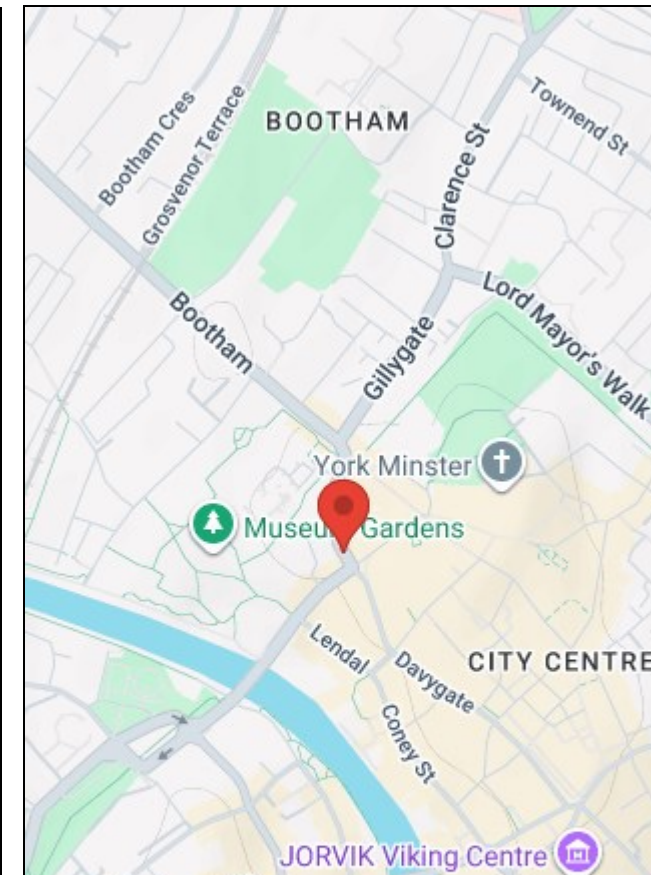 BOOTHAM
Bootham Cres
Grosvenor Terrace
Townend St
Clarence St
Lord Mayor's Walk
Bootham
Gillygate
York Minster
Museum Gardens
Lendal
Davygate
CITY CENTRE
Coney St
JORVIK Viking Centre